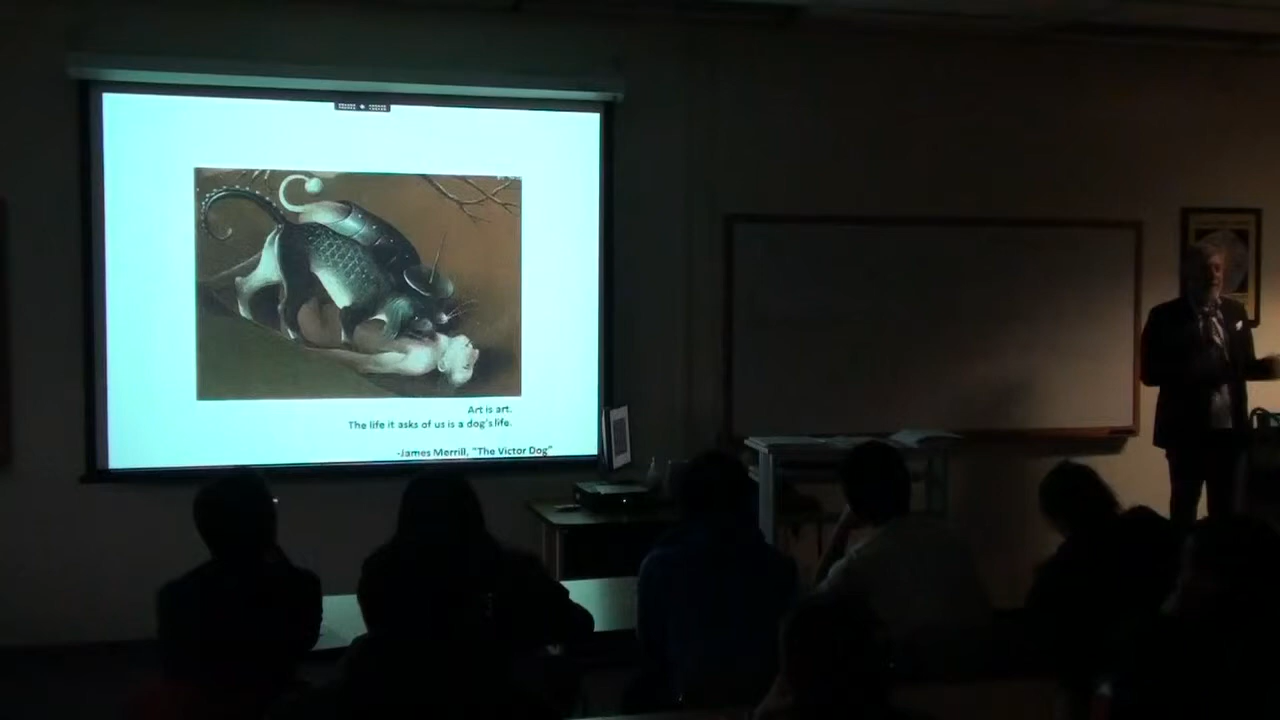 Art is art.
The life it asks of us is a dog's life.
-James Merrill, "The Victor Dog"